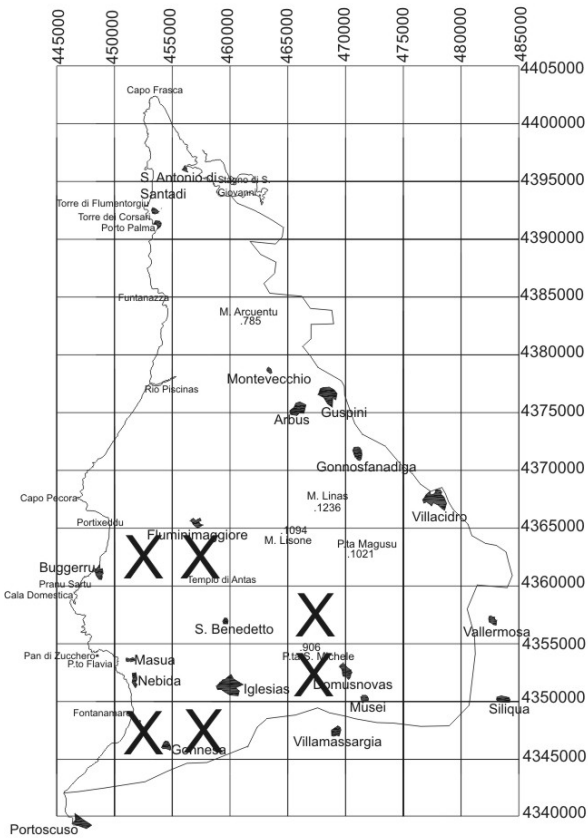 445000
450000
455000
460000
465000
470000
475000
480000
485000
4405000
Capo Frasca
4400000
S. Antonio di
Santadi
Stagno di S.
Giovanni
4395000
Torre di Flumentorgiu
Torre dei Corsari
Porto Palma
4390000
Funtanazza
4385000
M. Arcuentu
.785
4380000
Montevecchio
Rio Piscinas
Guspini
Arbus
4375000
Gonnosfanadiga
4370000
Capo Pecora
M. Linas
.1236
Villacidro
Portixeddu
4365000
Fluminimaggiore
.1094
M. Lisone
P.ta Magusu
.1021
X
X
Buggerru
4360000
Pranu Sartu
Templo di Antas
Cala Domestica
X
S. Benedetto
Vallermosa
4355000
.906
Pan di Zucchero
P.to Flavia
Masua
P.ta S. Michele
X
Nebida
Iglesias
Domusnovas
4350000
Musei
Siliqua
Fontanamar
X
X
Gonnesa
Villamassargia
4345000
4340000
Portoscuso